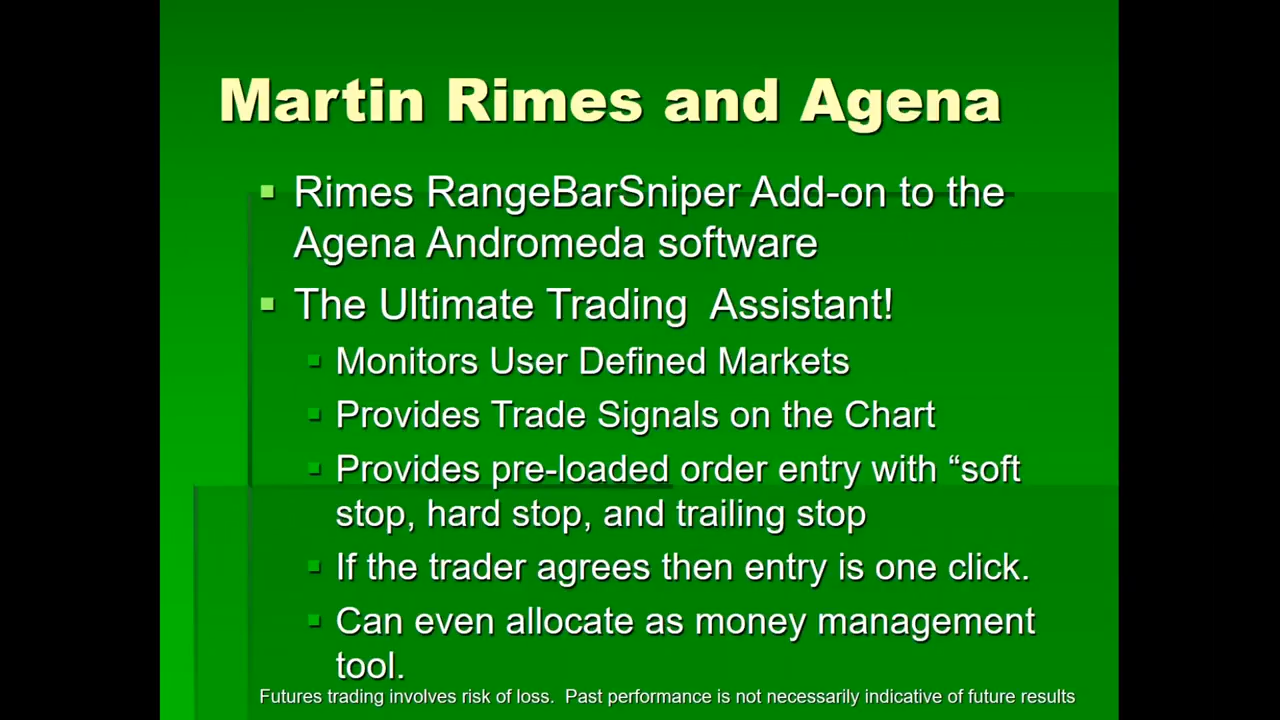 Martin Rimes and Agena
Rimes RangeBarSniper Add-on to the
Agena Andromeda software
The Ultimate Trading  Assistant!
Monitors User Defined Markets
Provides Trade Signals on the Chart
Provides pre-loaded order entry with “soft
stop, hard stop, and trailing stop
If the trader agrees then entry is one click.
Can even allocate as money management
tool.
Futures trading involves risk of loss.  Past performance is not necessarily indicative of future results